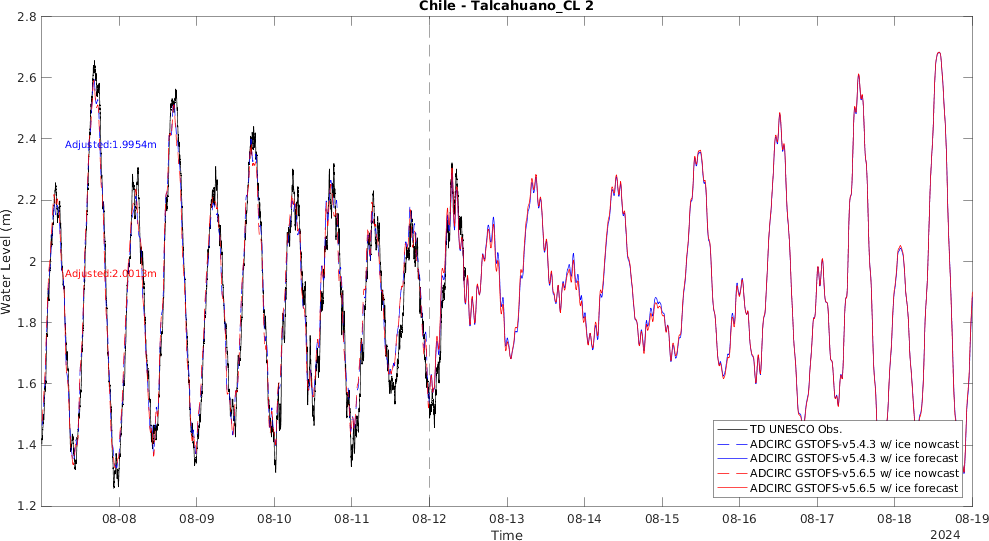 Chile - Talcahuano_CL 2
2.8
2.6
2.4
2.2
2
1.8
1.6
1.4
1.2
Water Level (m)
Adjusted:1.9954m
Adjusted:2.0013m
TD UNESCO Obs.
ADCIRC GSTOFS-v5.4.3 w/ ice nowcast
ADCIRC GSTOFS-v5.4.3 w/ ice forecast
ADCIRC GSTOFS-v5.6.5 w/ ice nowcast
ADCIRC GSTOFS-v5.6.5 w/ ice forecast
08-08 08-09 08-10 08-11 08-12 08-13 08-14 08-15 08-16 08-17 08-18 08-19
Time
2024